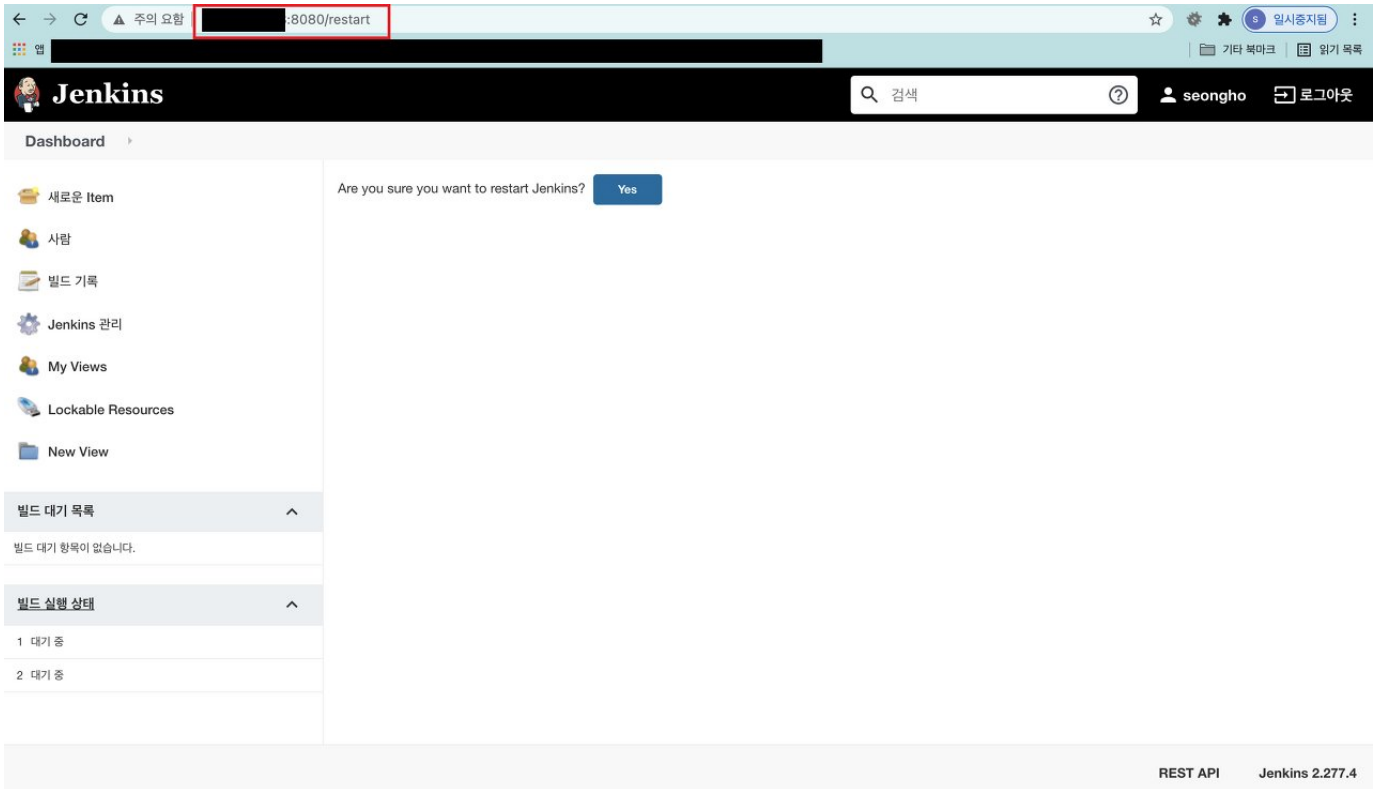 주의 요함 :8080/restart S 일시중지됨
앱 기타 북마크 읽기 목록
Jenkins 검색 seongho 로그아웃
Dashboard
새로운 Item
Are you sure you want to restart Jenkins? Yes
사람
빌드 기록
Jenkins 관리
My Views
Lockable Resources
New View
빌드 대기 목록
빌드 대기 항목이 없습니다.
빌드 실행 상태
1 대기 중
2 대기 중
REST API Jenkins 2.277.4